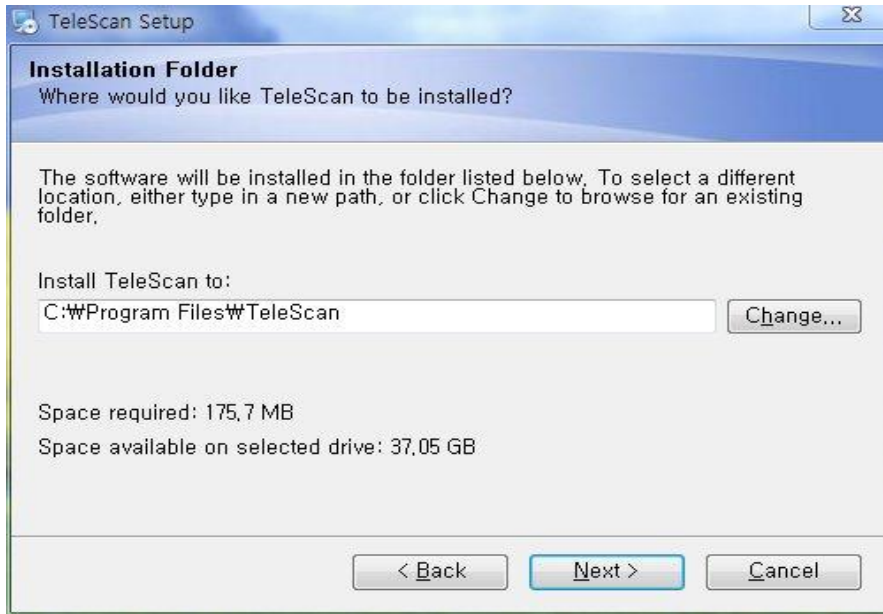 TeleScan Setup
Installation Folder
Where would you like TeleScan to be installed?
The software will be installed in the folder listed below. To select a different
location, either type in a new path, or click Change to browse for an existing
folder.
Install TeleScan to:
C:₩Program Files₩TeleScan
Change...
Space required: 175.7 MB
Space available on selected drive: 37.05 GB
< Back
Next >
Cancel